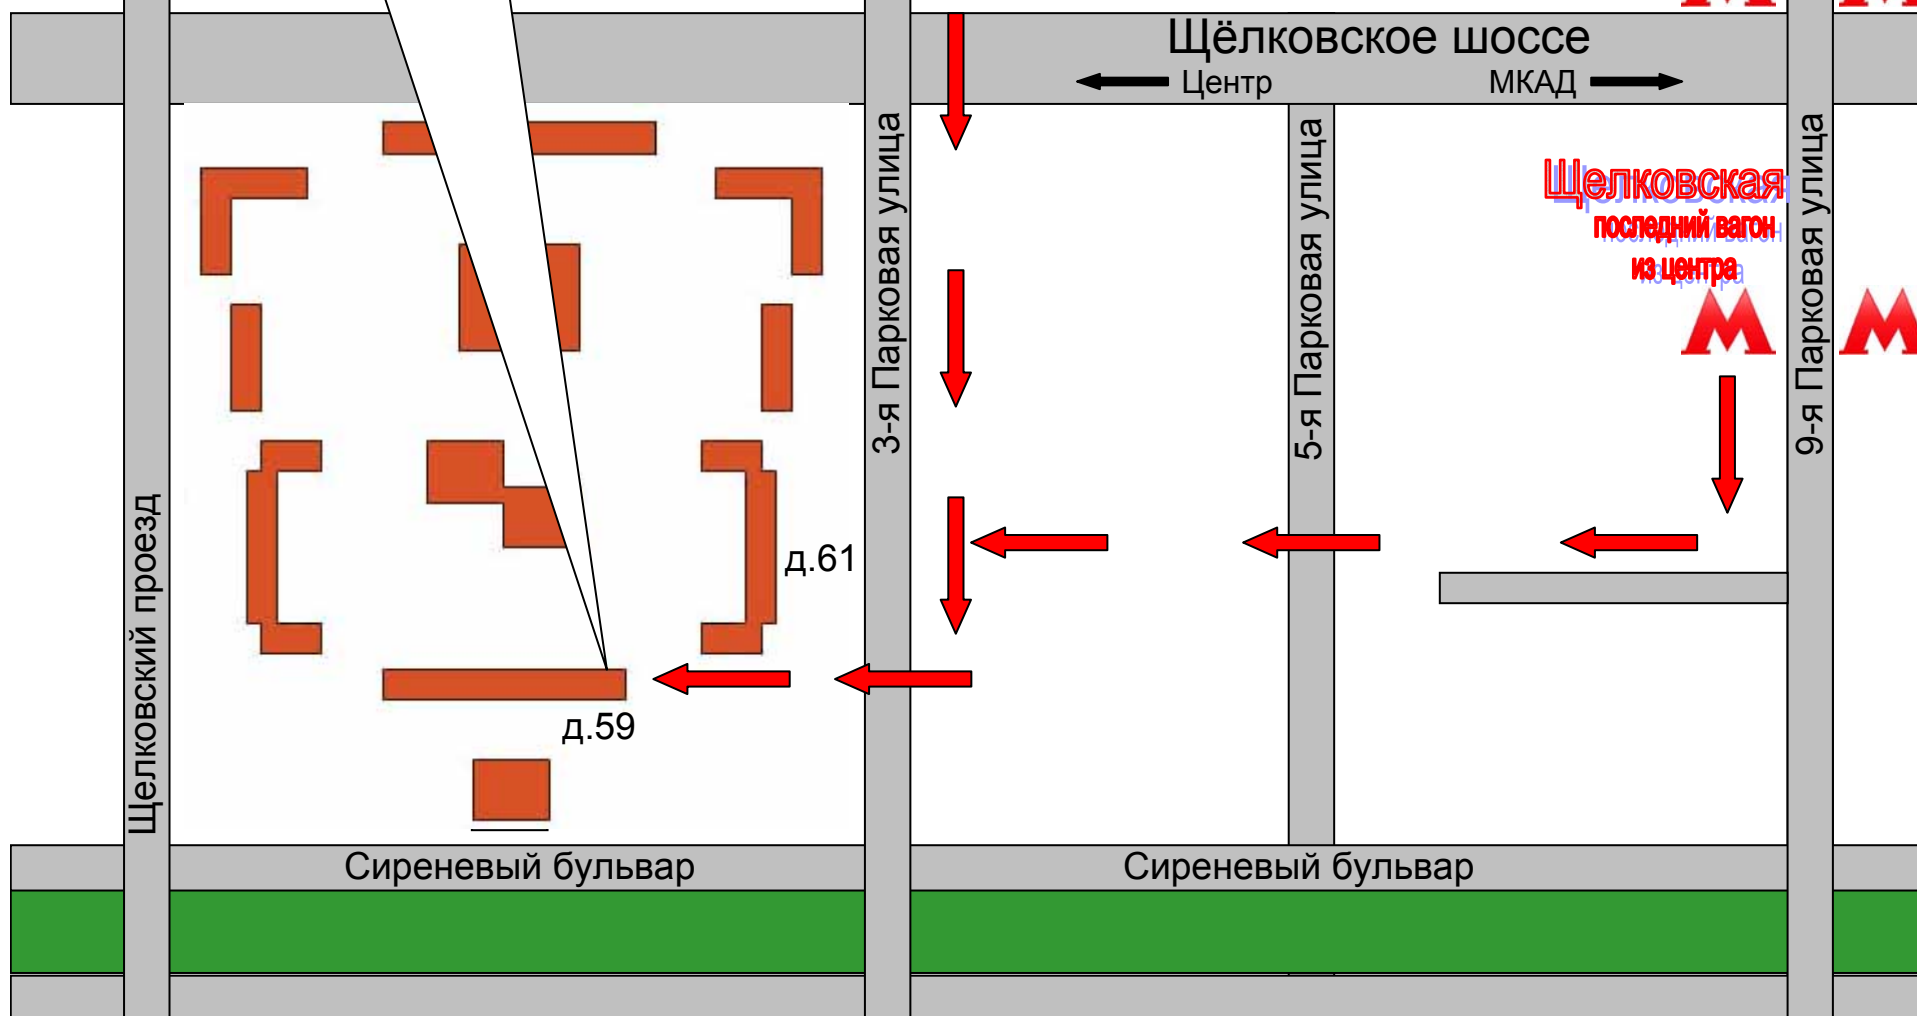 Щёлковское шоссе
Центр
МКАД
Щелковская
последний вагон
из центра
3-я Парковая улица
5-я Парковая улица
9-я Парковая улица
Щелковский проезд
д.61
д.59
Сиреневый бульвар
Сиреневый бульвар